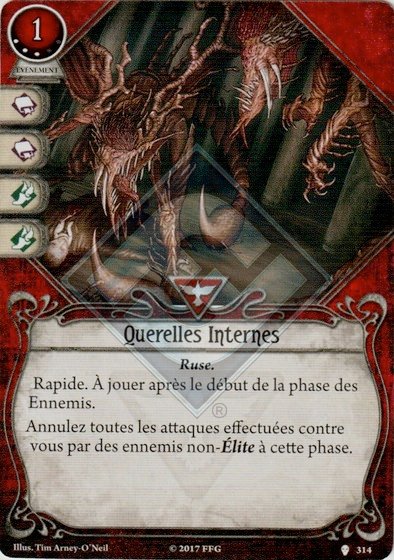 1
ÉVÉNEMENT
Querelles Internes
Ruse.
Rapide. À jouer après le début de la phase des
Ennemis.
Annulez toutes les attaques effectuées contre
vous par des ennemis non-Élite à cette phase.
®
Illus. Tim Arney-O'Neil
© 2017 FFG
314